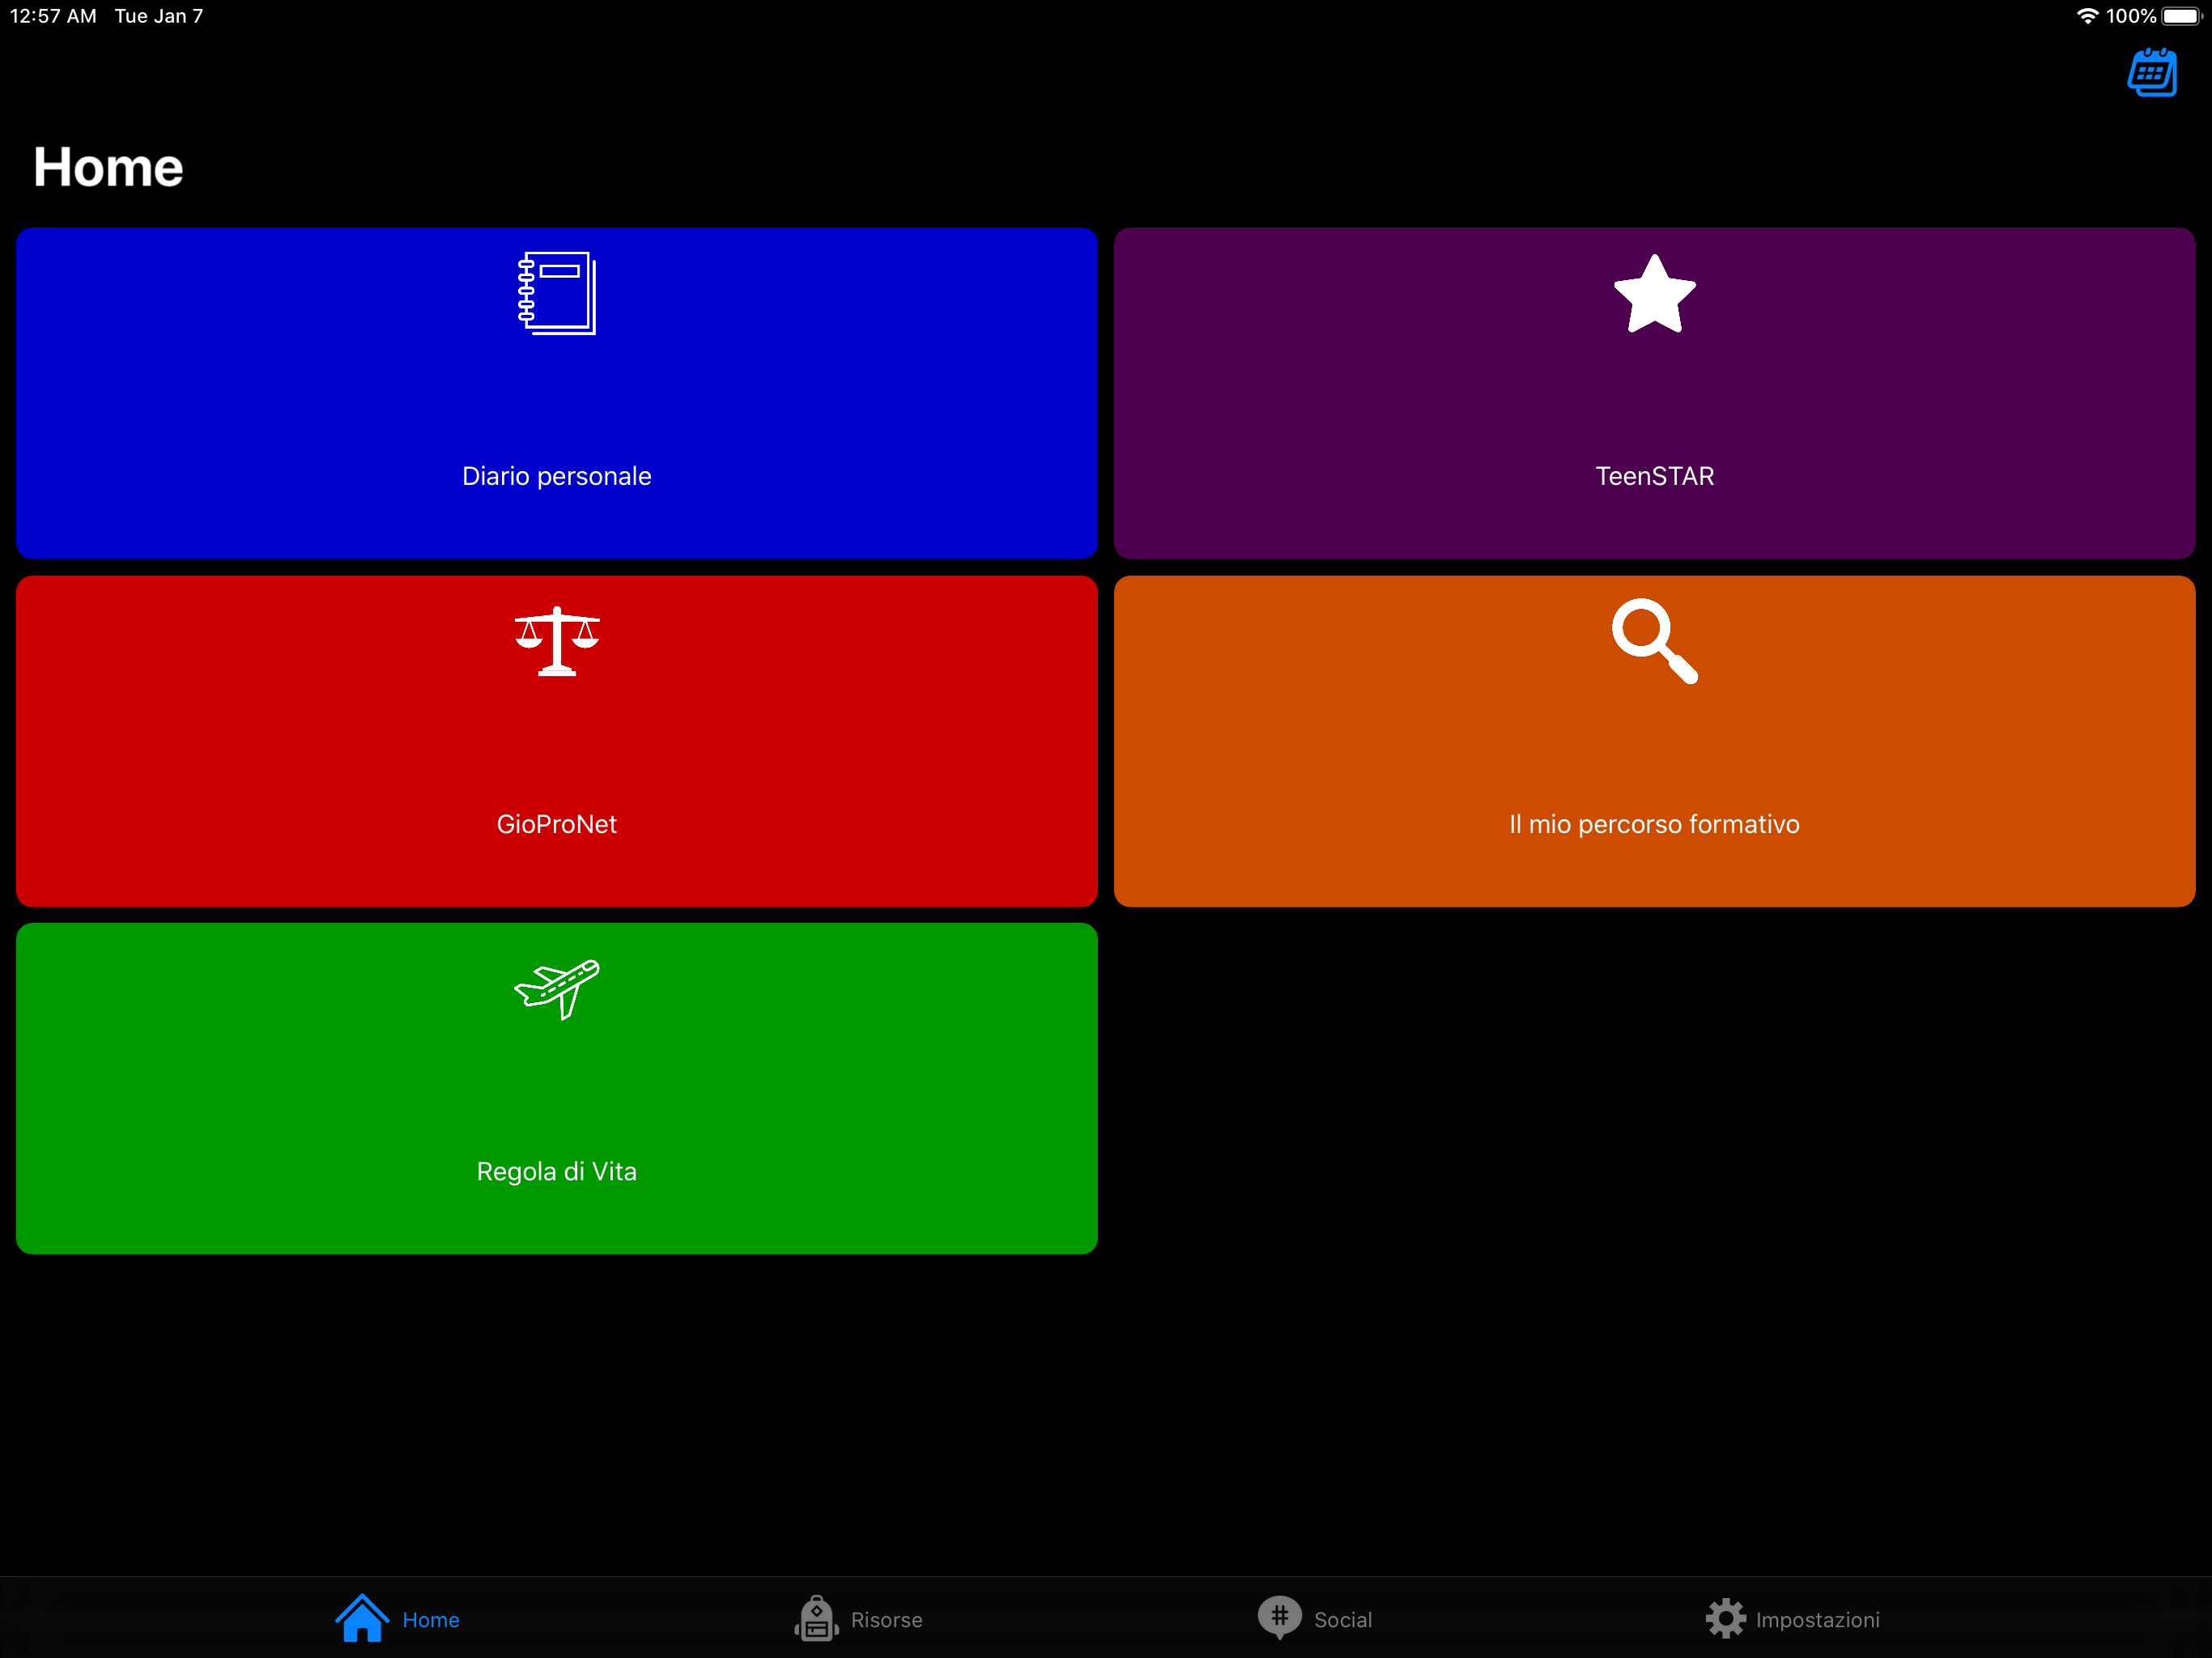 12:57 AM Tue Jan 7
100%
Home
Diario personale
TeenSTAR
GioProNet
Il mio percorso formativo
Regola di Vita
Home
Risorse
#
Social
Impostazioni